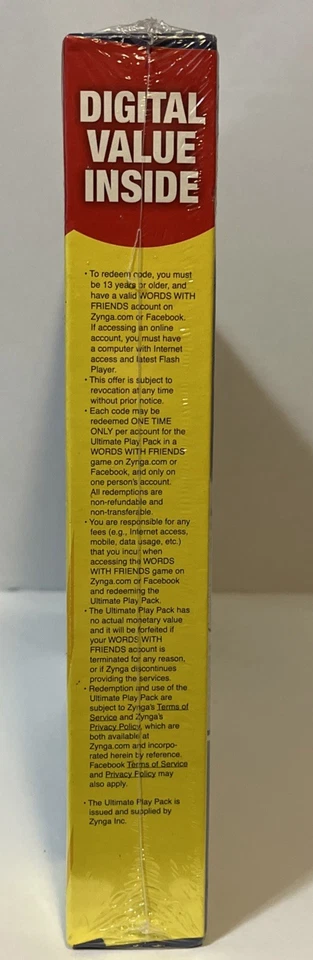 DIGITAL
VALUE
INSIDE
• To redeem code, you must
be 13 years or older, and
have a valid WORDS WITH
FRIENDS account on
Zynga.com or Facebook.
If accessing an online
account, you must have
a computer with Internet
access and latest Flash
Player.
• This offer is subject to
revocation at any time
without prior notice.
• Each code may be
redeemed ONE TIME
ONLY per account for the
Ultimate Play Pack in a
WORDS WITH FRIENDS
game on Zynga.com or
Facebook, and only on
one person's account.
All redemptions are
non-refundable and
non-transferable.
• You are responsible for any
fees (e.g., Internet access,
mobile, data usage, etc.)
that you incur when
accessing the WORDS
WITH FRIENDS game on
Zynga.com or Facebook
and redeeming the
Ultimate Play Pack.
• The Ultimate Play Pack has
no actual monetary value
and it will be forfeited if
your WORDS WITH
FRIENDS account is
terminated for any reason,
or if Zynga discontinues
providing the services.
• Redemption and use of the
Ultimate Play Pack are
subject to Zynga's Terms of
Service and Zynga's
Privacy Policy, which are
both available at
Zynga.com and incorpo-
rated herein by reference.
Facebook Terms of Service
and Privacy Policy may
also apply.
• The Ultimate Play Pack is
issued and supplied by
Zynga Inc.